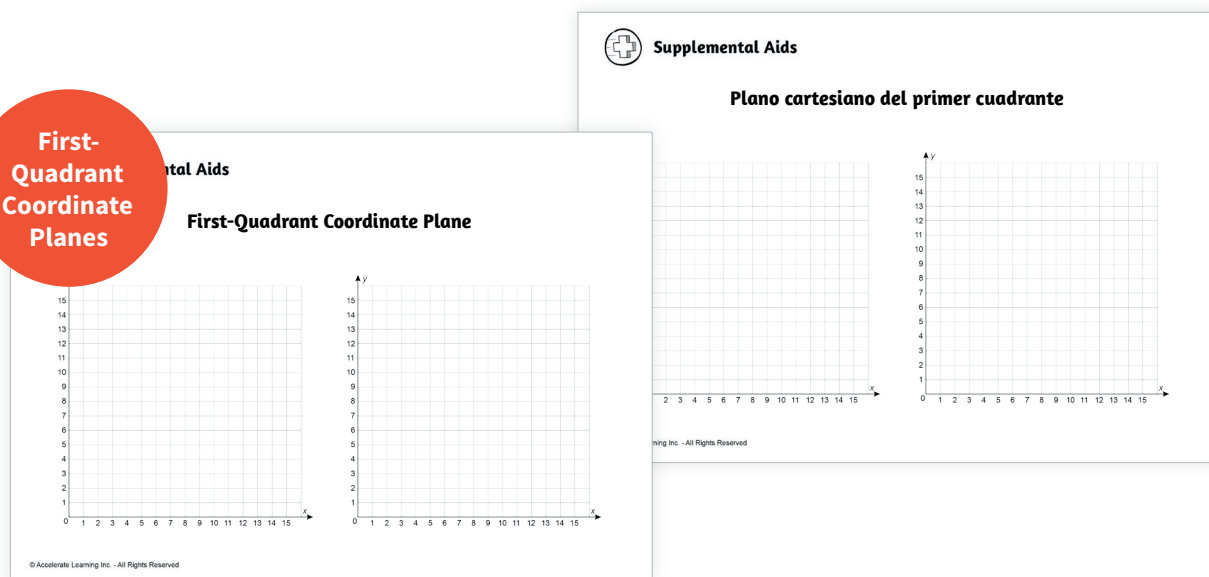 First-
Quadrant
Coordinate
Planes
ntal Aids
First-Quadrant Coordinate Plane
15
14
13
12
11
10
9
8
7
6
5
4
3
2
1
0 1 2 3 4 5 6 7 8 9 10 11 12 13 14 15
x
y
15
14
13
12
11
10
9
8
7
6
5
4
3
2
1
0 1 2 3 4 5 6 7 8 9 10 11 12 13 14 15
x
© Accelerate Learning Inc. - All Rights Reserved
Supplemental Aids
Plano cartesiano del primer cuadrante
2 3 4 5 6 7 8 9 10 11 12 13 14 15
x
y
15
14
13
12
11
10
9
8
7
6
5
4
3
2
1
0 1 2 3 4 5 6 7 8 9 10 11 12 13 14 15
x
rning Inc. - All Rights Reserved